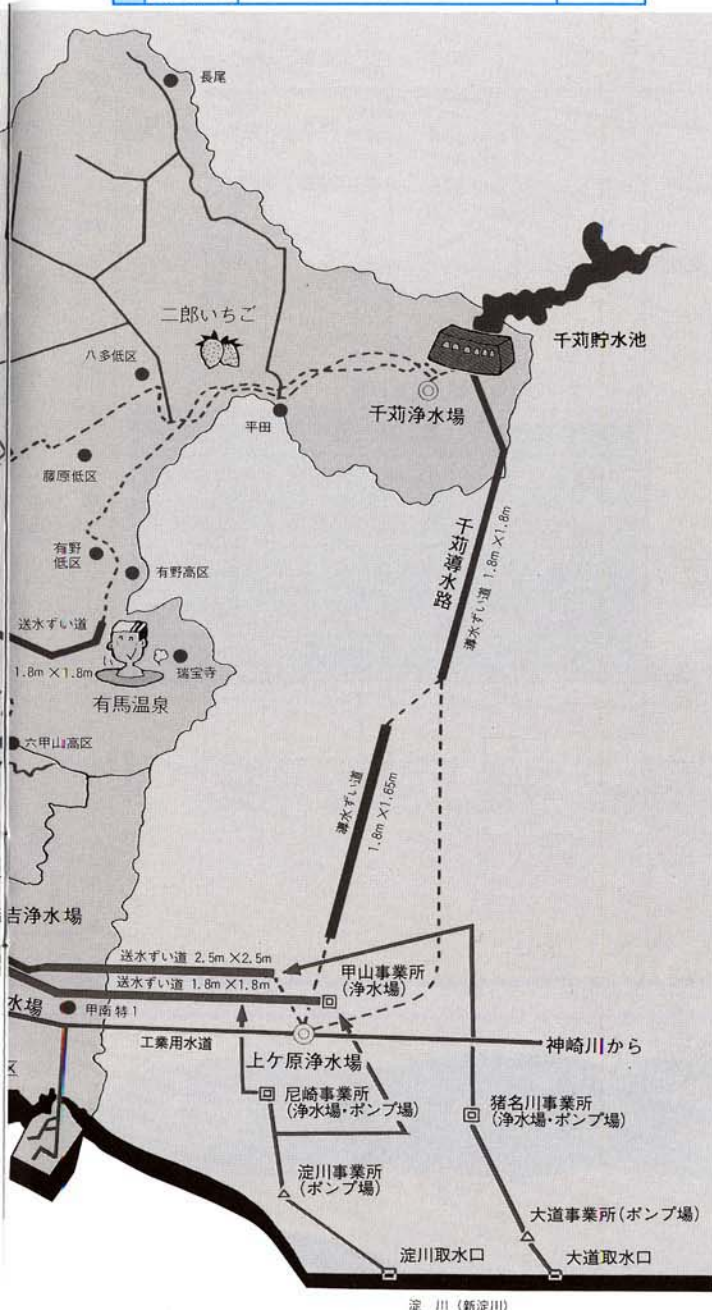 長尾
二郎いちご
八多低区
千苅貯水池
千苅浄水場
平田
藤原低区
千苅導水路
導水ずい道 1.8m×1.8m
有野
低区
有野高区
送水ずい道
1.8m×1.8m
瑞宝寺
有馬温泉
六甲山高区
導水ずい道
1.8m×1.65m
吉浄水場
送水ずい道 2.5m×2.5m
送水ずい道 1.8m×1.8m
甲山事業所
(浄水場)
水場
甲南特1
工業用水道
上ケ原浄水場
神崎川から
区
尼崎事業所
(浄水場・ポンプ場)
猪名川事業所
(浄水場・ポンプ場)
淀川事業所
(ポンプ場)
大道事業所(ポンプ場)
淀川取水口
大道取水口
淀 川 (新淀川)